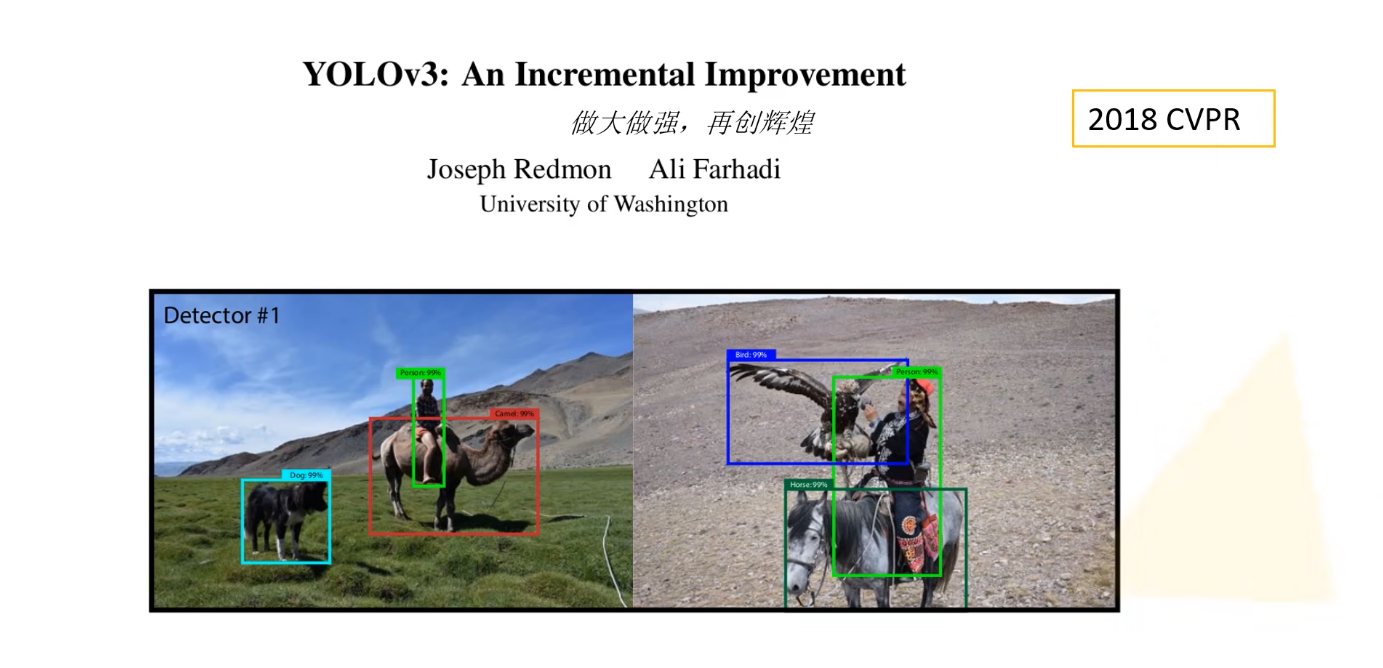 YOLOv3: An Incremental Improvement
做大做强，再创辉煌
2018 CVPR
Joseph Redmon Ali Farhadi
University of Washington
Detector #1
Person: 99%
Camel: 99%
Dog: 99%
Bird: 99%
Person: 99%
Horse:99%